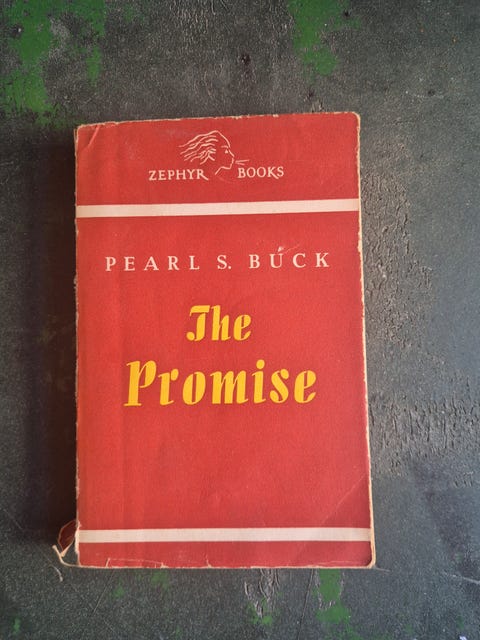 ZEPHYR BOOKS
PEARL S. BUCK
The
Promise